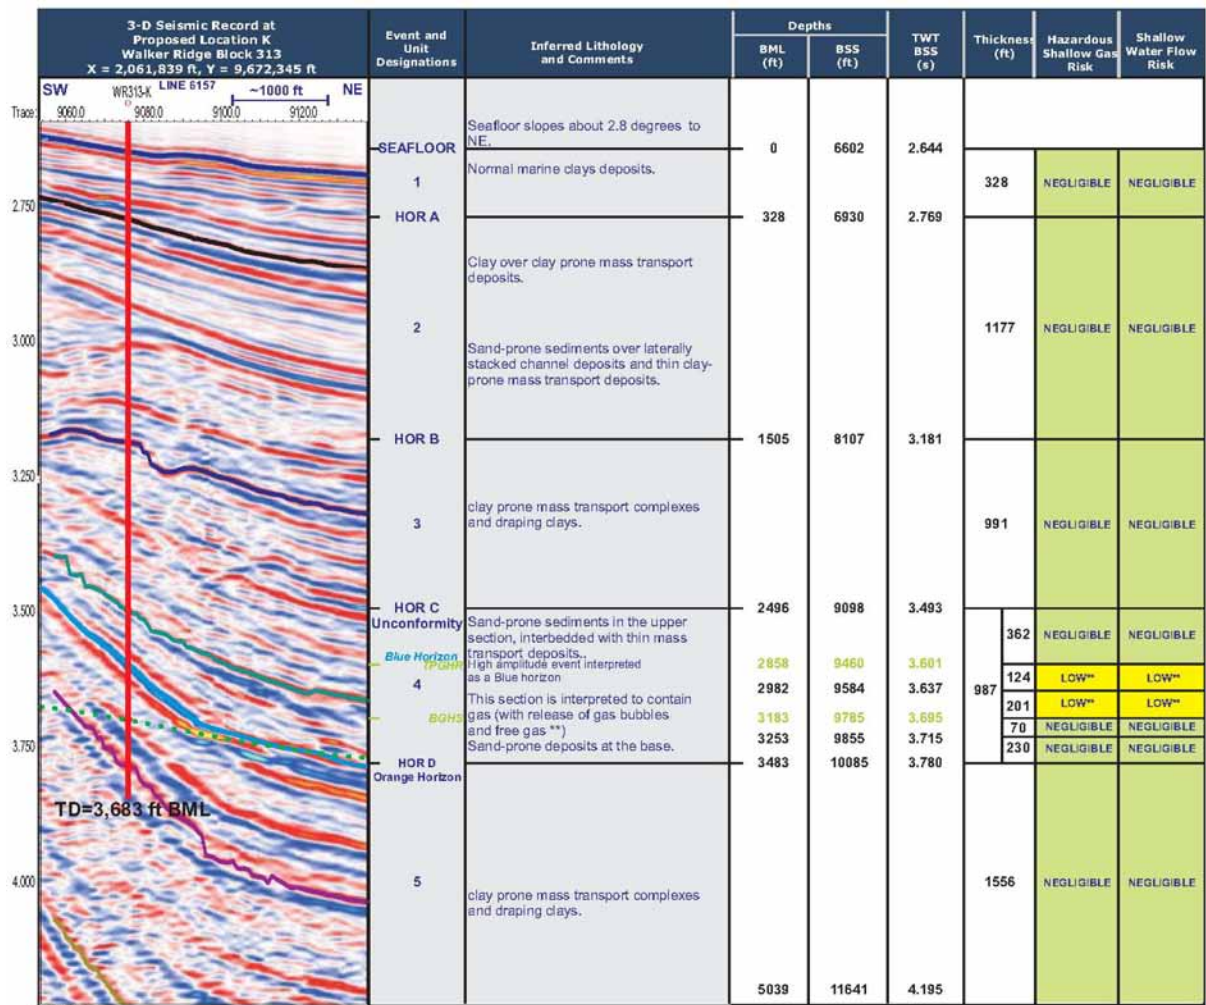 3-D Seismic Record at
Proposed Location K
Walker Ridge Block 313
X = 2,061,839 ft, Y = 9,672,345 ft
Event and
Unit
Designations
Inferred Lithology
and Comments
Depths
BML
(ft)
BSS
(ft)
TWT
BSS
(s)
Thickness
(ft)
Hazardous
Shallow Gas
Risk
Shallow
Water Flow
Risk
SW WR313-K LINE 6157 ~1000 ft NE
Trace: 9060.0 9080.0 9100.0 9120.0
2.750
3.000
3.250
3.500
3.750
4.000
TD=3,683 ft BML
Seafloor slopes about 2.8 degrees to
NE.
SEAFLOOR 0 6602 2.644
1 Normal marine clays deposits. 328 NEGLIGIBLE NEGLIGIBLE
HOR A 328 6930 2.769
Clay over clay prone mass transport
deposits.
2 1177 NEGLIGIBLE NEGLIGIBLE
Sand-prone sediments over laterally
stacked channel deposits and thin clay-
prone mass transport deposits.
HOR B 1505 8107 3.181
3 991 NEGLIGIBLE NEGLIGIBLE
clay prone mass transport complexes
and draping clays.
HOR C 2496 9098 3.493
Unconformity
Sand-prone sediments in the upper
section, interbedded with thin mass
transport deposits..
362 NEGLIGIBLE NEGLIGIBLE
Blue Horizon
TPGHR 2858 9460 3.601
High amplitude event interpreted
as a Blue horizon
4 987
124 LOW** LOW**
2982 9584 3.637
This section is interpreted to contain
gas (with release of gas bubbles
and free gas **)
201 LOW** LOW**
BGHS 3183 9785 3.695
70 NEGLIGIBLE NEGLIGIBLE
3253 9855 3.715
Sand-prone deposits at the base.
230 NEGLIGIBLE NEGLIGIBLE
HOR D 3483 10085 3.780
Orange Horizon
5 1556 NEGLIGIBLE NEGLIGIBLE
clay prone mass transport complexes
and draping clays.
5039 11641 4.195